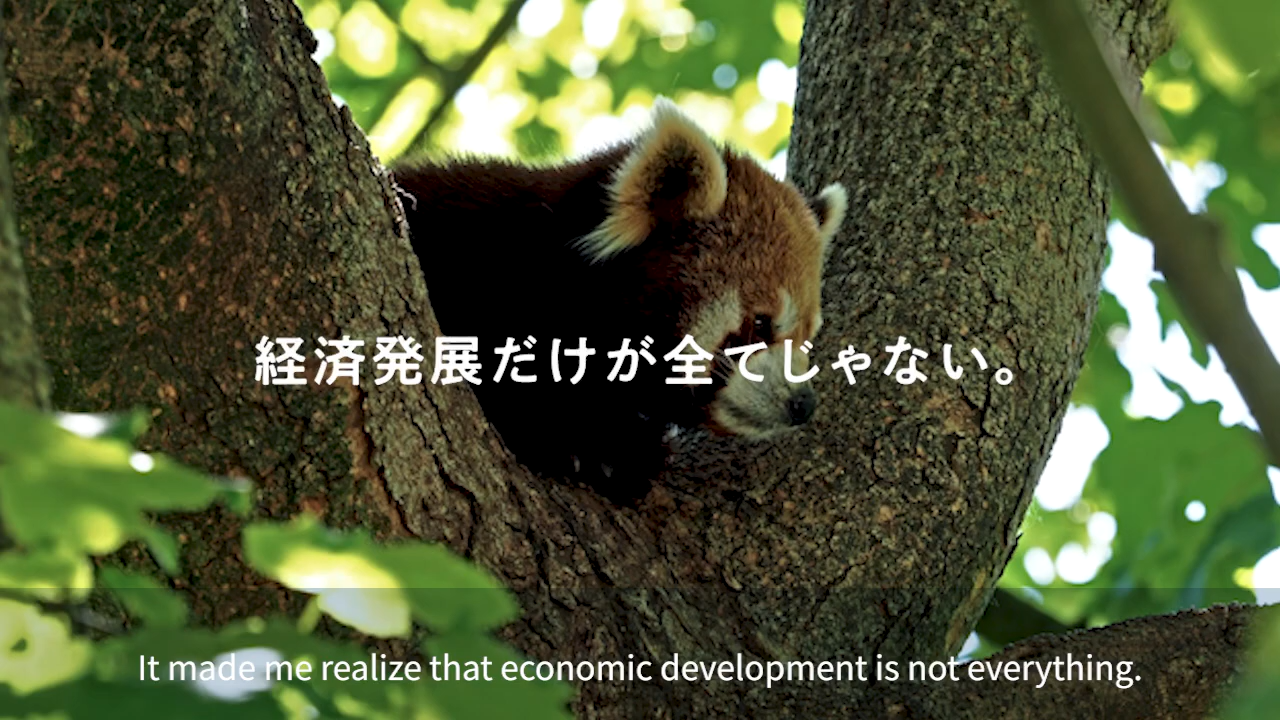 経済発展だけが全てじゃない。
It made me realize that economic development is not everything.